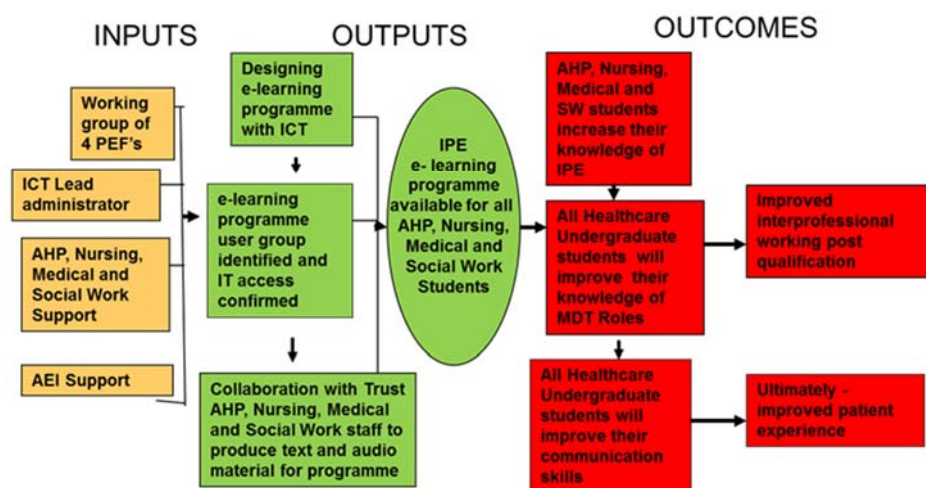 INPUTS
OUTPUTS
OUTCOMES
Working
group of
4 PEF's
ICT Lead
administrator
AHP, Nursing,
Medical and
Social Work
Support
AEI Support
Designing
e-learning
programme
with ICT
e-learning
programme
user group
identified and
IT access
confirmed
Collaboration with Trust
AHP, Nursing, Medical
and Social Work staff to
produce text and audio
material for programme
IPE
e- learning
programme
available for all
AHP, Nursing,
Medical and
Social Work
Students
AHP, Nursing,
Medical and
SW students
increase their
knowledge of
IPE
All Healthcare
Undergraduate
students will
improve their
knowledge of
MDT Roles
All Healthcare
Undergraduate
students will
improve their
communication
skills
Improved
interprofessional
working post
qualification
Ultimately -
improved patient
experience